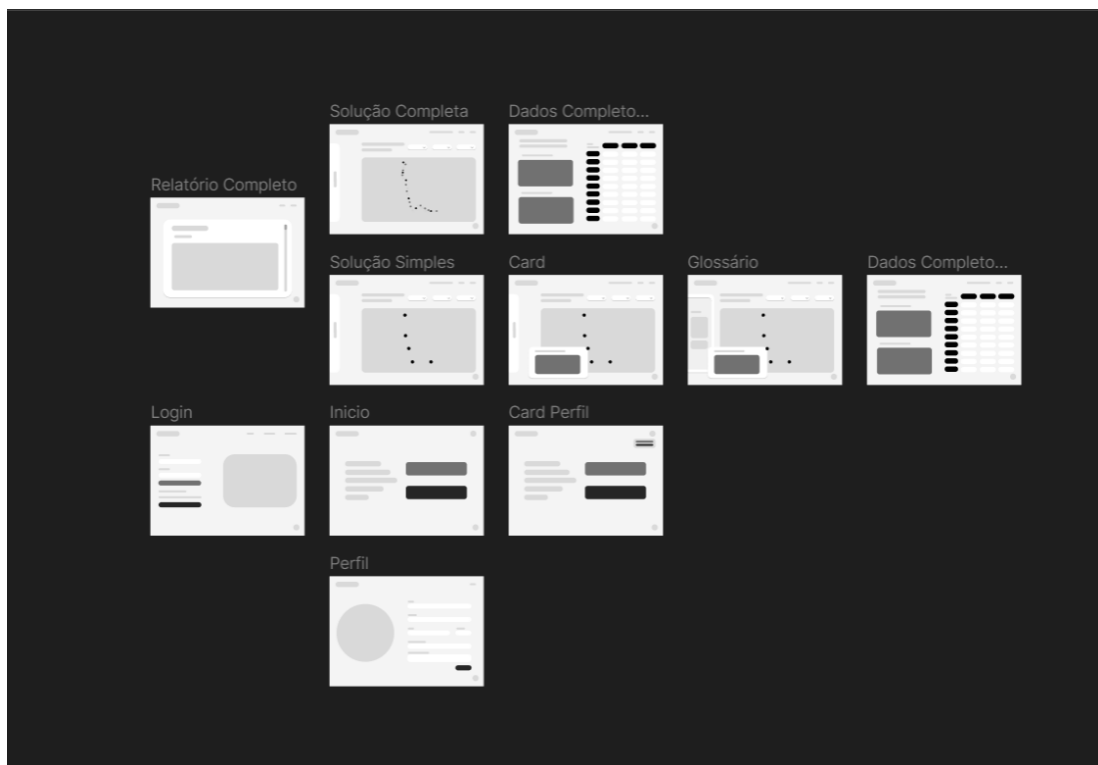 Solução Completa
Dados Completo...
Relatório Completo
Solução Simples
Card
Glossário
Dados Completo...
Login
Inicio
Card Perfil
Perfil